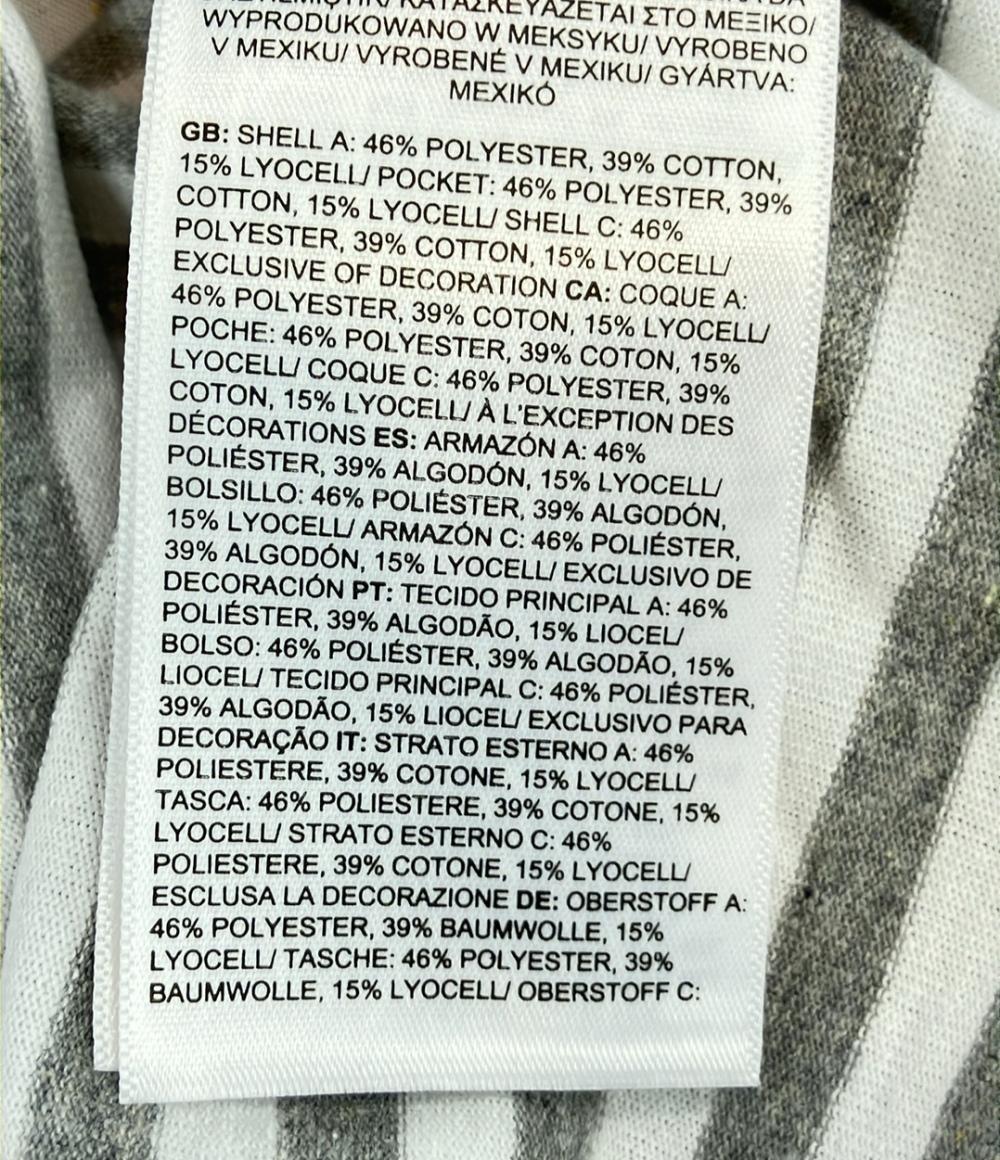 ΚΑΤΑΣΚΕΥΑΖΕΤΑΙ ΣΤΟ ΜΕΞΙΚΟ/
WYPRODUKOWANO W MEKSYKU/ VYROBENO
V MEXIKU/ VYROBENÉ V MEXIKU/ GYÁRTVA:
MEXIKÓ
GB: SHELL A: 46% POLYESTER, 39% COTTON,
15% LYOCELL/ POCKET: 46% POLYESTER, 39%
COTTON, 15% LYOCELL/ SHELL C: 46%
POLYESTER, 39% COTTON, 15% LYOCELL/
EXCLUSIVE OF DECORATION CA: COQUE A:
46% POLYESTER, 39% COTON, 15% LYOCELL/
POCHE: 46% POLYESTER, 39% COTON, 15%
LYOCELL/ COQUE C: 46% POLYESTER, 39%
COTON, 15% LYOCELL/ À L'EXCEPTION DES
DÉCORATIONS ES: ARMAZÓN A: 46%
POLIÉSTER, 39% ALGODÓN, 15% LYOCELL/
BOLSILLO: 46% POLIÉSTER, 39% ALGODÓN,
15% LYOCELL/ ARMAZÓN C: 46% POLIÉSTER,
39% ALGODÓN, 15% LYOCELL/ EXCLUSIVO DE
DECORACIÓN PT: TECIDO PRINCIPAL A: 46%
POLIÉSTER, 39% ALGODÃO, 15% LIOCEL/
BOLSO: 46% POLIÉSTER, 39% ALGODÃO, 15%
LIOCEL/ TECIDO PRINCIPAL C: 46% POLIÉSTER,
39% ALGODÃO, 15% LIOCEL/ EXCLUSIVO PARA
DECORAÇÃO IT: STRATO ESTERNO A: 46%
POLIESTERE, 39% COTONE, 15% LYOCELL/
TASCA: 46% POLIESTERE, 39% COTONE, 15%
LYOCELL/ STRATO ESTERNO C: 46%
POLIESTERE, 39% COTONE, 15% LYOCELL/
ESCLUSA LA DECORAZIONE DE: OBERSTOFF A:
46% POLYESTER, 39% BAUMWOLLE, 15%
LYOCELL/ TASCHE: 46% POLYESTER, 39%
BAUMWOLLE, 15% LYOCELL/ OBERSTOFF C: